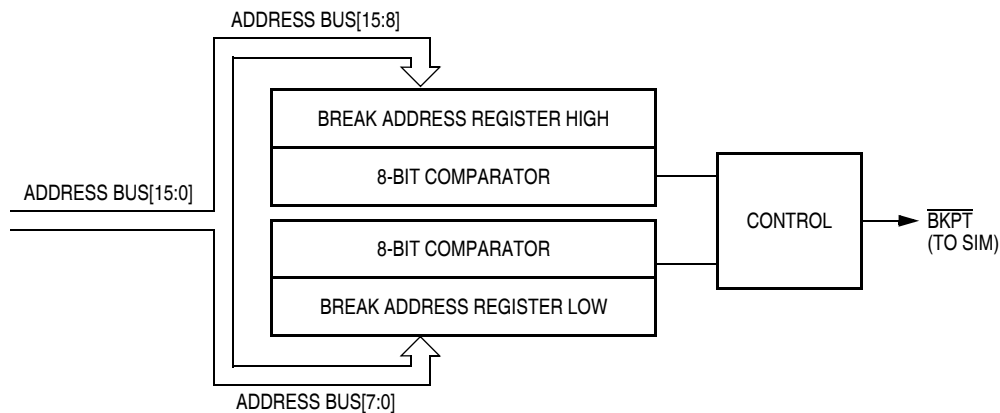 ADDRESS BUS[15:8]
BREAK ADDRESS REGISTER HIGH
8-BIT COMPARATOR
ADDRESS BUS[15:0]
CONTROL
BKPT
(TO SIM)
8-BIT COMPARATOR
BREAK ADDRESS REGISTER LOW
ADDRESS BUS[7:0]